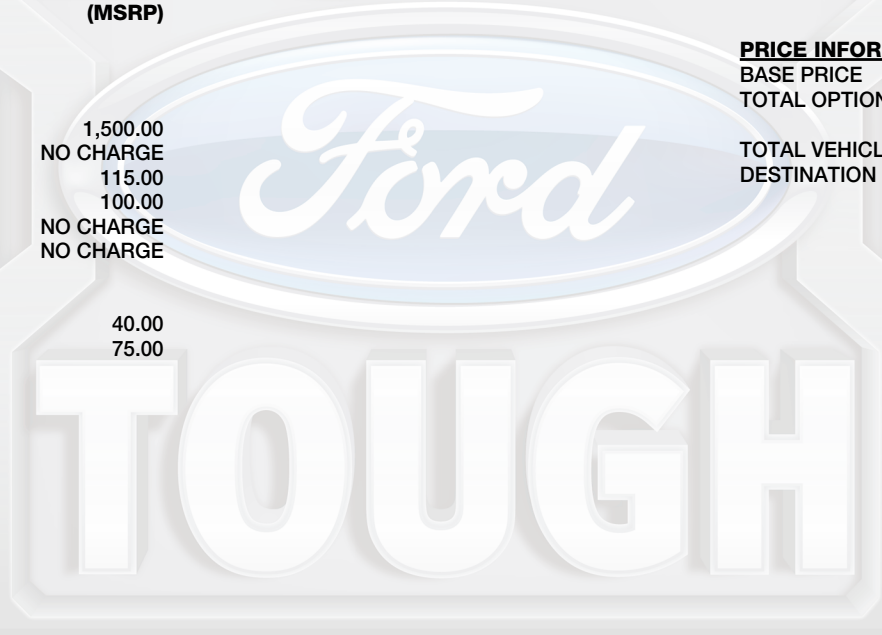 (MSRP)
1,500.00
NO CHARGE
115.00
100.00
NO CHARGE
NO CHARGE
40.00
75.00
PRICE INFOR
BASE PRICE
TOTAL OPTION
TOTAL VEHICL
DESTINATION
Ford
TOUGH